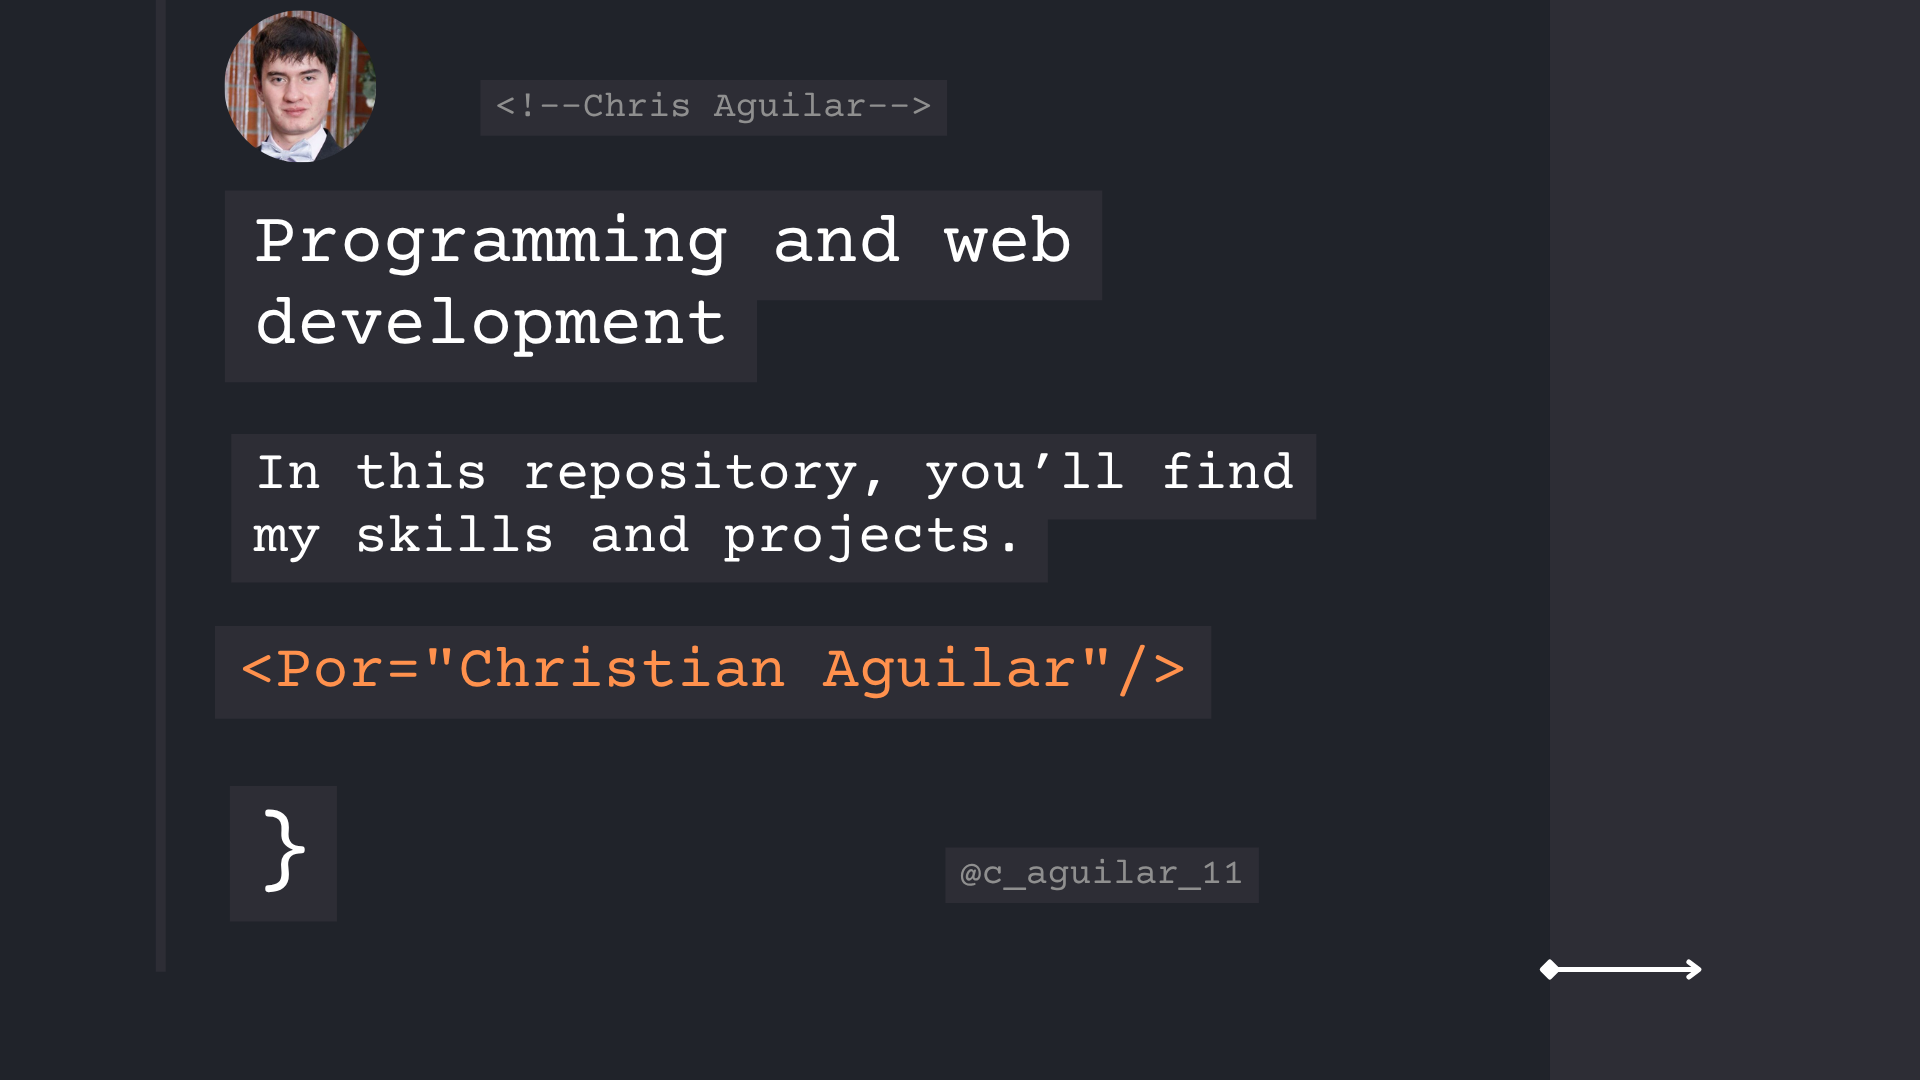 <!--Chris Aguilar-->
Programming and web
development
In this repository, you’ll find
my skills and projects.
<Por="Christian Aguilar"/>
}
@c_aguilar_11